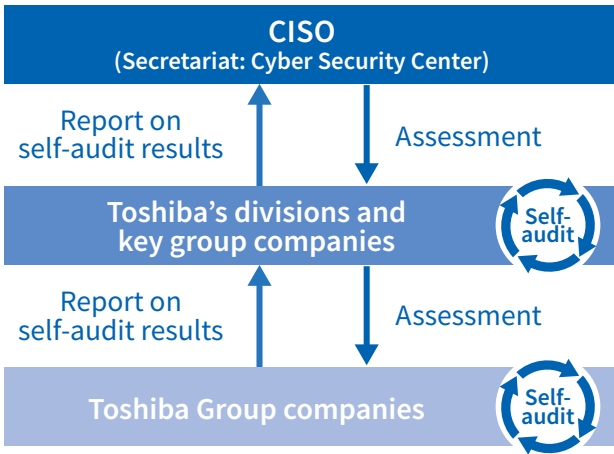 CISO
(Secretariat: Cyber Security Center)
Report on
self-audit results
Assessment
Toshiba’s divisions and
key group companies
Self-
audit
Report on
self-audit results
Assessment
Toshiba Group companies
Self-
audit